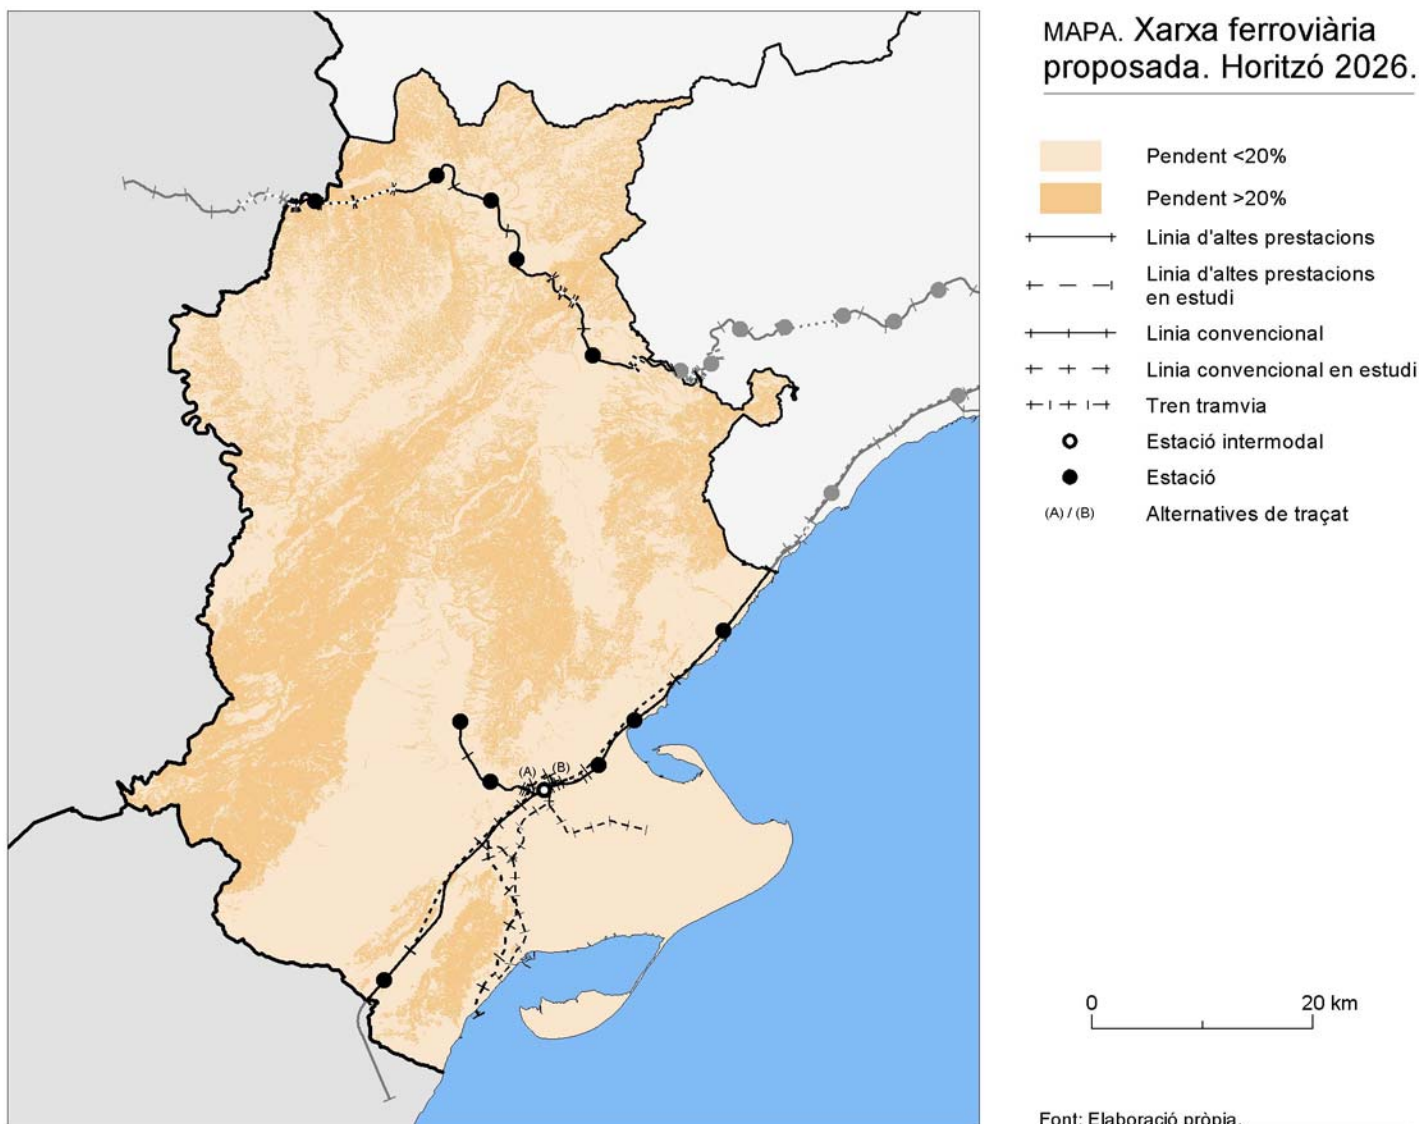 MAPA. Xarxa ferroviària
proposada. Horitzó 2026.
Pendent <20%
Pendent >20%
Linia d'altes prestacions
Linia d'altes prestacions
en estudi
Linia convencional
Linia convencional en estudi
Tren tramvia
Estació intermodal
Estació
(A) / (B) Alternatives de traçat
(A) (B)
0 20 km
Font: Elaboració pròpia.